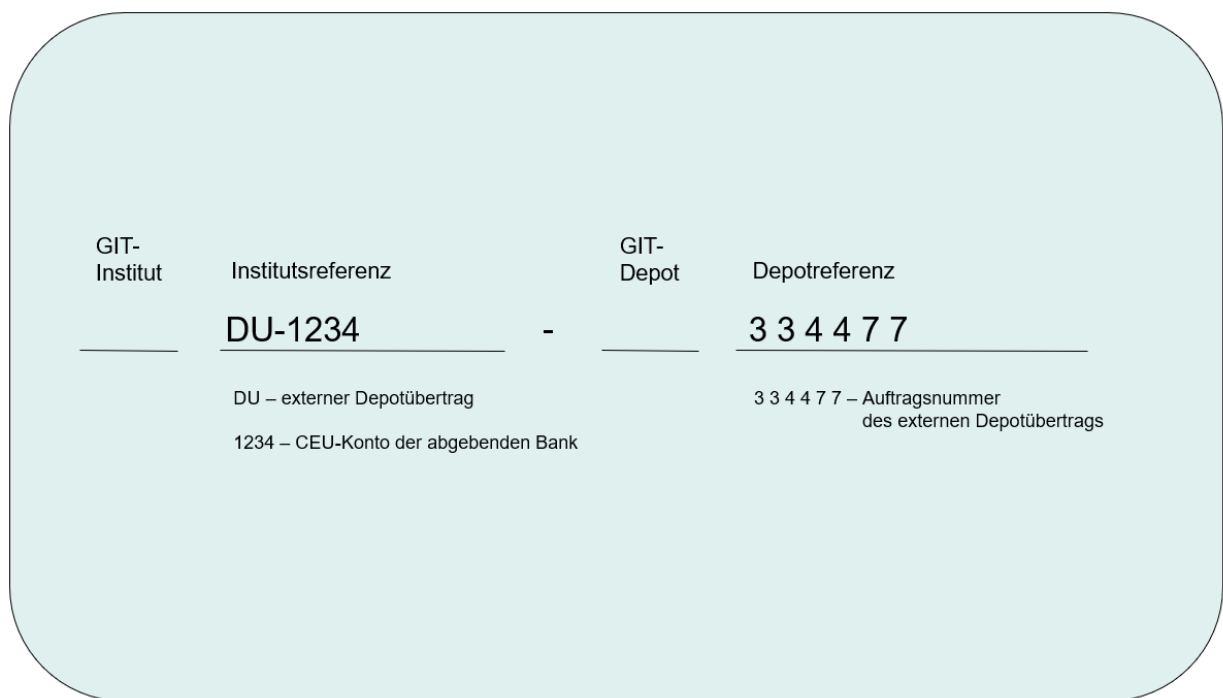 GIT-
Institut
Institutsreferenz
GIT-
Depot
Depotreferenz
DU-1234 - 3 3 4 4 7 7
DU – externer Depotübertrag
1234 – CEU-Konto der abgebenden Bank
3 3 4 4 7 7 – Auftragsnummer
des externen Depotübertrags